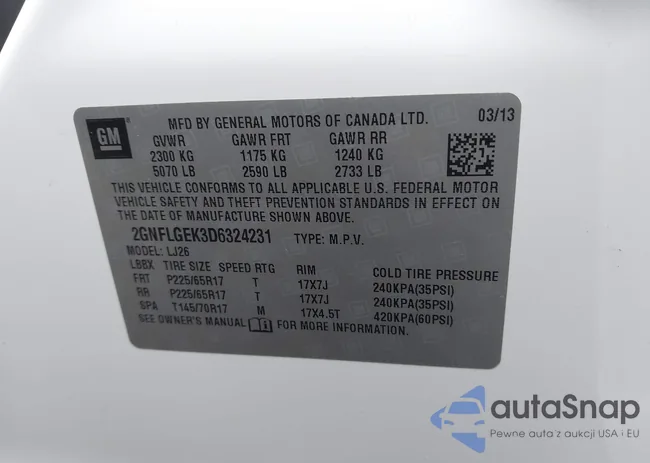 GM
MFD BY GENERAL MOTORS OF CANADA LTD. 03/13
GVWR GAWR FRT GAWR RR
2300 KG 1175 KG 1240 KG
5070 LB 2590 LB 2733 LB
THIS VEHICLE CONFORMS TO ALL APPLICABLE U.S. FEDERAL MOTOR
VEHICLE SAFETY AND THEFT PREVENTION STANDARDS IN EFFECT ON
DATE OF MANUFACTURE SHOWN ABOVE.
2GNFLGEK3D6324231 TYPE: M.P.V.
MODEL: LJ26
LBBX TIRE SIZE SPEED RTG RIM COLD TIRE PRESSURE
FRT P225/65R17 T 17X7J 240KPA(35PSI)
RR P225/65R17 T 17X7J 240KPA(35PSI)
SPA T145/70R17 M 17X4.5T 420KPA(60PSI)
SEE OWNER'S MANUAL FOR MORE INFORMATION.
autaSnap
Pewne auta z aukcji USA i EU